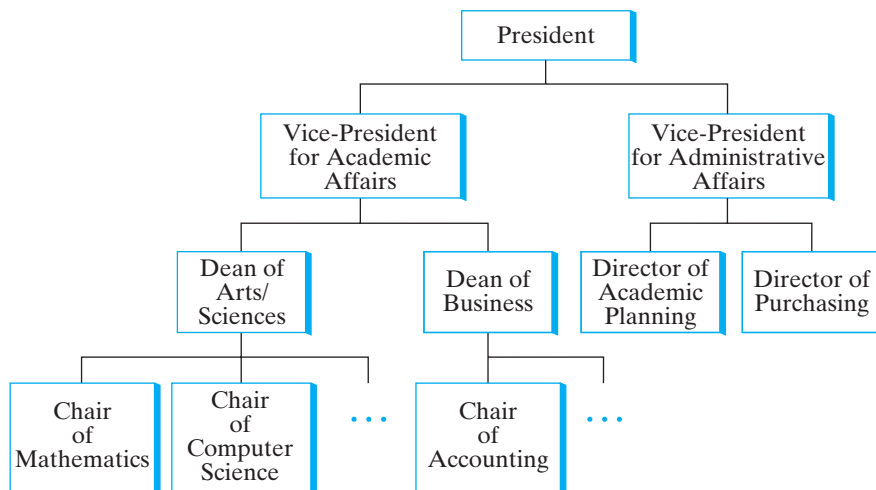 President
Vice-President
for Academic
Affairs
Vice-President
for Administrative
Affairs
Dean of
Arts/
Sciences
Dean of
Business
Director of
Academic
Planning
Director of
Purchasing
Chair
of
Mathematics
Chair
of
Computer
Science
...
Chair
of
Accounting
...